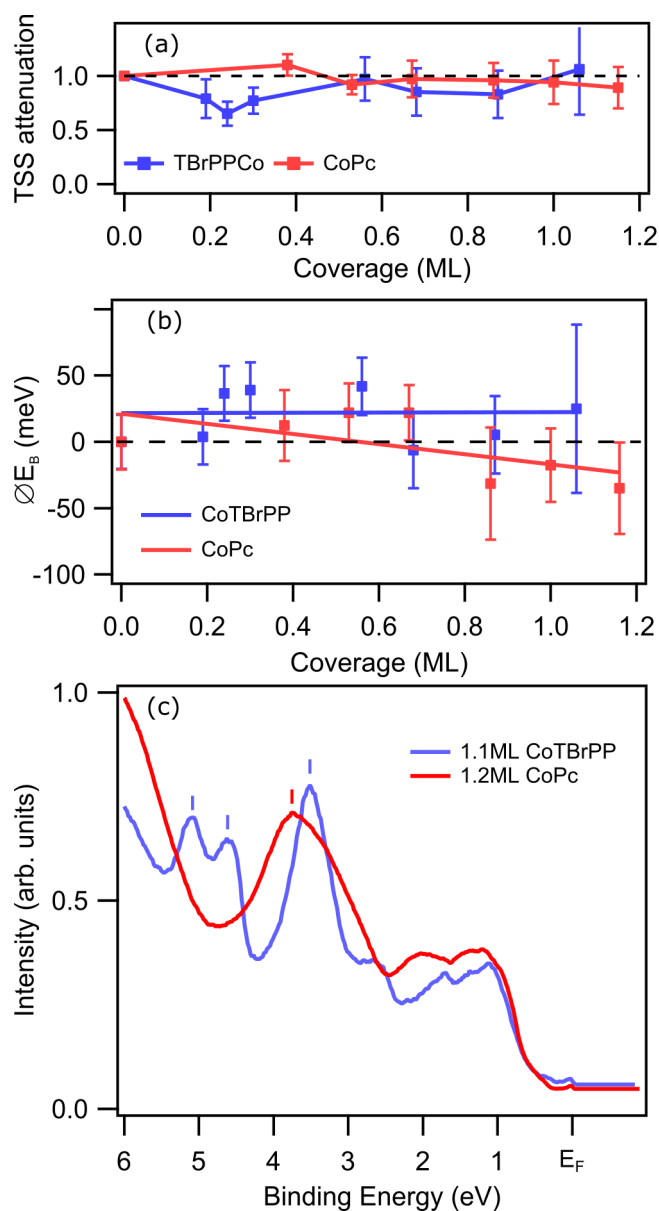 (a)
TSS attenuation
1.0
0.5
0.0
TBrPPCo CoPc
0.0 0.2 0.4 0.6 0.8 1.0 1.2
Coverage (ML)
(b)
∅E_B (meV)
50
0
-50
-100
CoTBrPP
CoPc
0.0 0.2 0.4 0.6 0.8 1.0 1.2
Coverage (ML)
(c)
Intensity (arb. units)
1.0
0.5
0.0
1.1ML CoTBrPP
1.2ML CoPc
6 5 4 3 2 1 E_F
Binding Energy (eV)